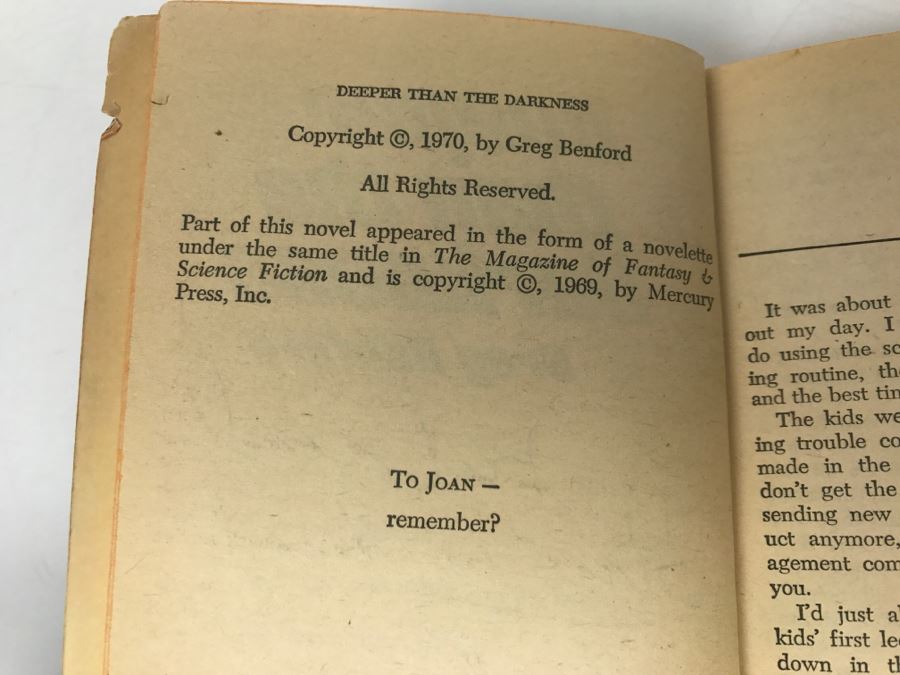 DEEPER THAN THE DARKNESS
Copyright ©, 1970, by Greg Benford
All Rights Reserved.
Part of this novel appeared in the form of a novelette
under the same title in The Magazine of Fantasy &
Science Fiction and is copyright ©, 1969, by Mercury
Press, Inc.
To Joan —
remember?
It was about
out my day. I
do using the sc
ing routine, th
and the best tin
The kids we
ing trouble co
made in the
don't get the
sending new
uct anymore,
agement com
you.
I'd just al
kids' first le
down in th